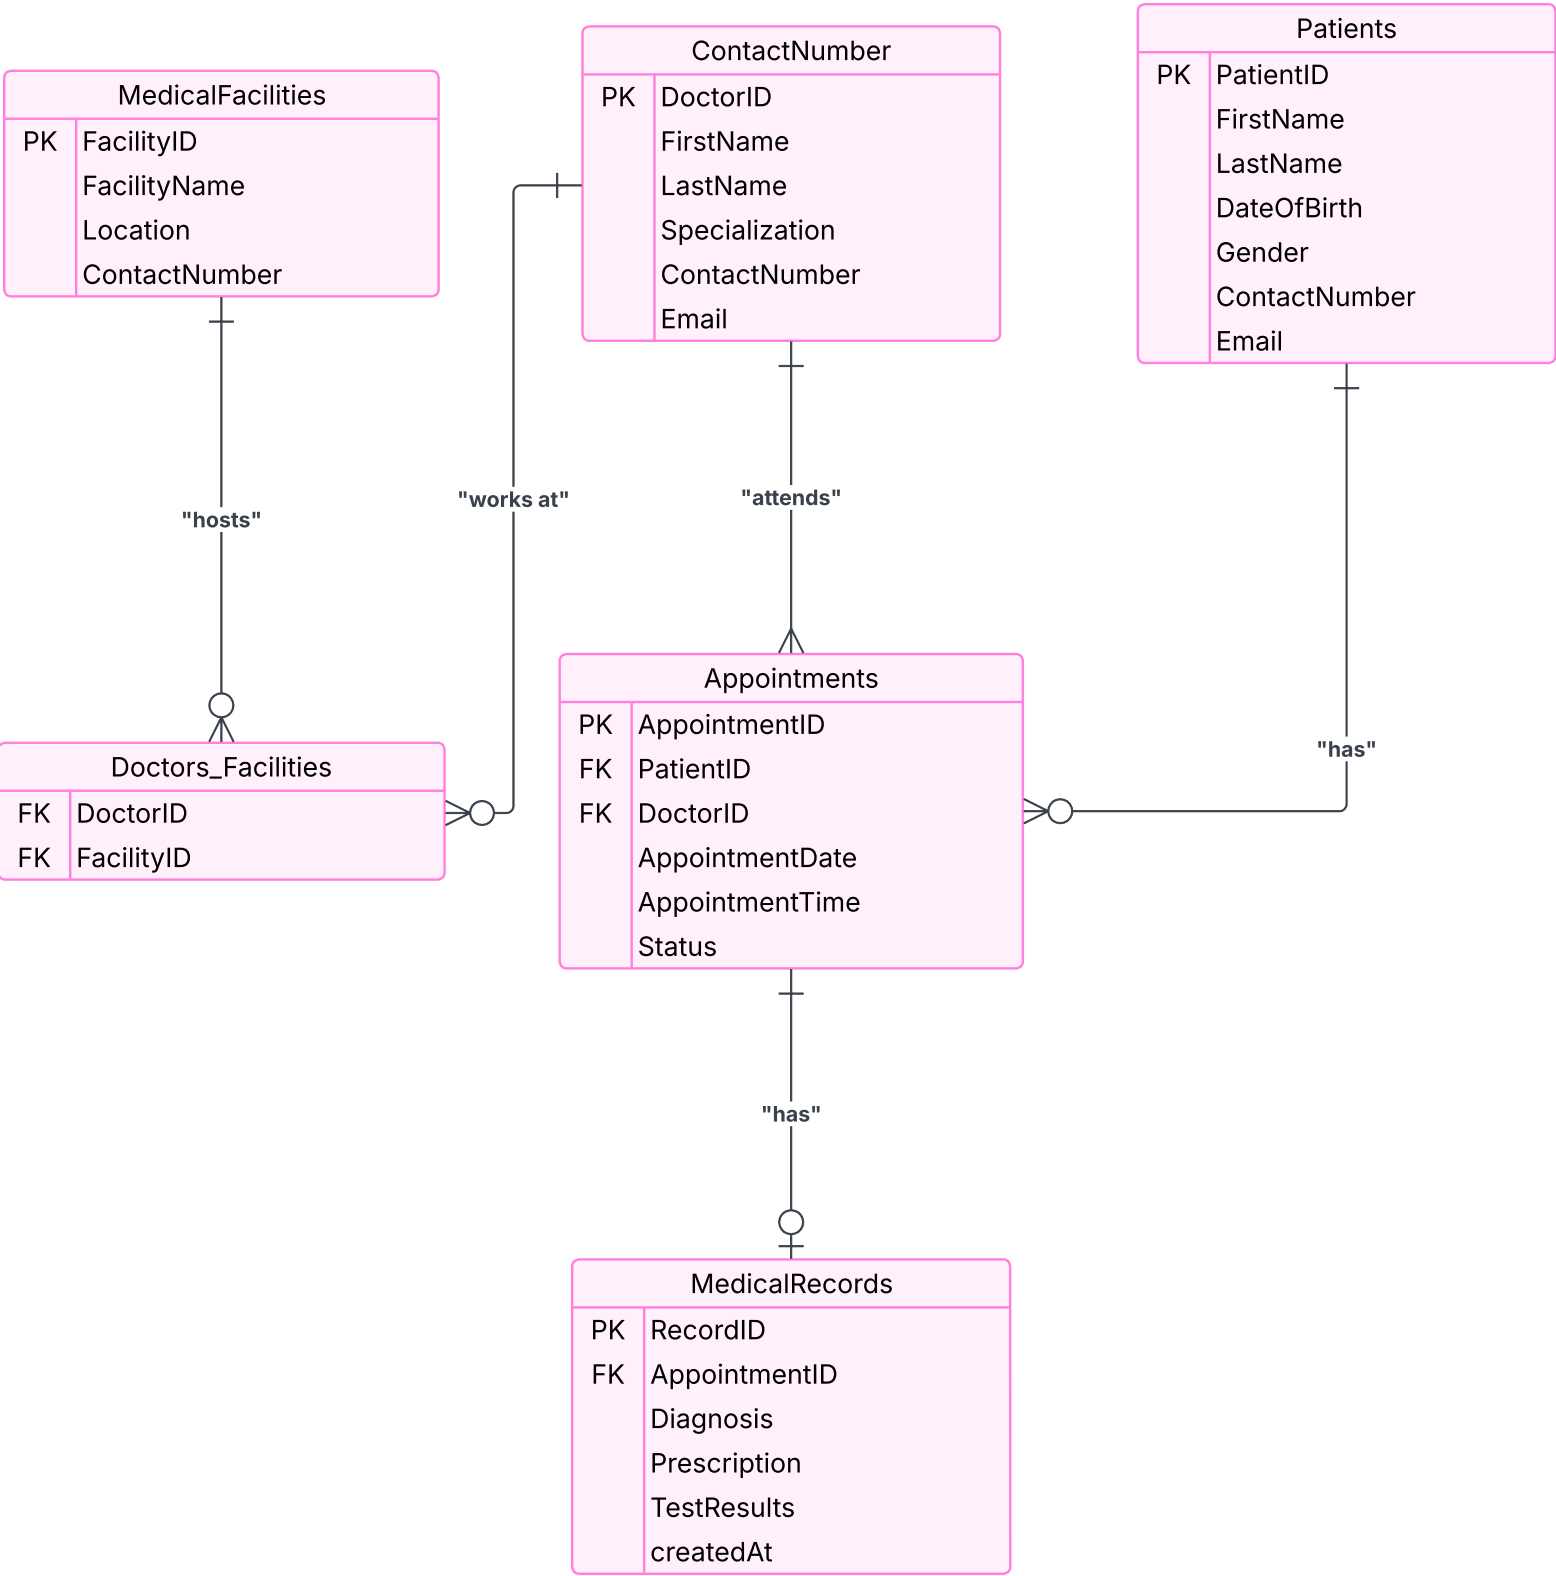 MedicalFacilities
PK FacilityID
FacilityName
Location
ContactNumber
ContactNumber
PK DoctorID
FirstName
LastName
Specialization
ContactNumber
Email
Patients
PK PatientID
FirstName
LastName
DateOfBirth
Gender
ContactNumber
Email
"hosts"
"works at"
"attends"
"has"
Doctors_Facilities
FK DoctorID
FK FacilityID
Appointments
PK AppointmentID
FK PatientID
FK DoctorID
AppointmentDate
AppointmentTime
Status
"has"
MedicalRecords
PK RecordID
FK AppointmentID
Diagnosis
Prescription
TestResults
createdAt